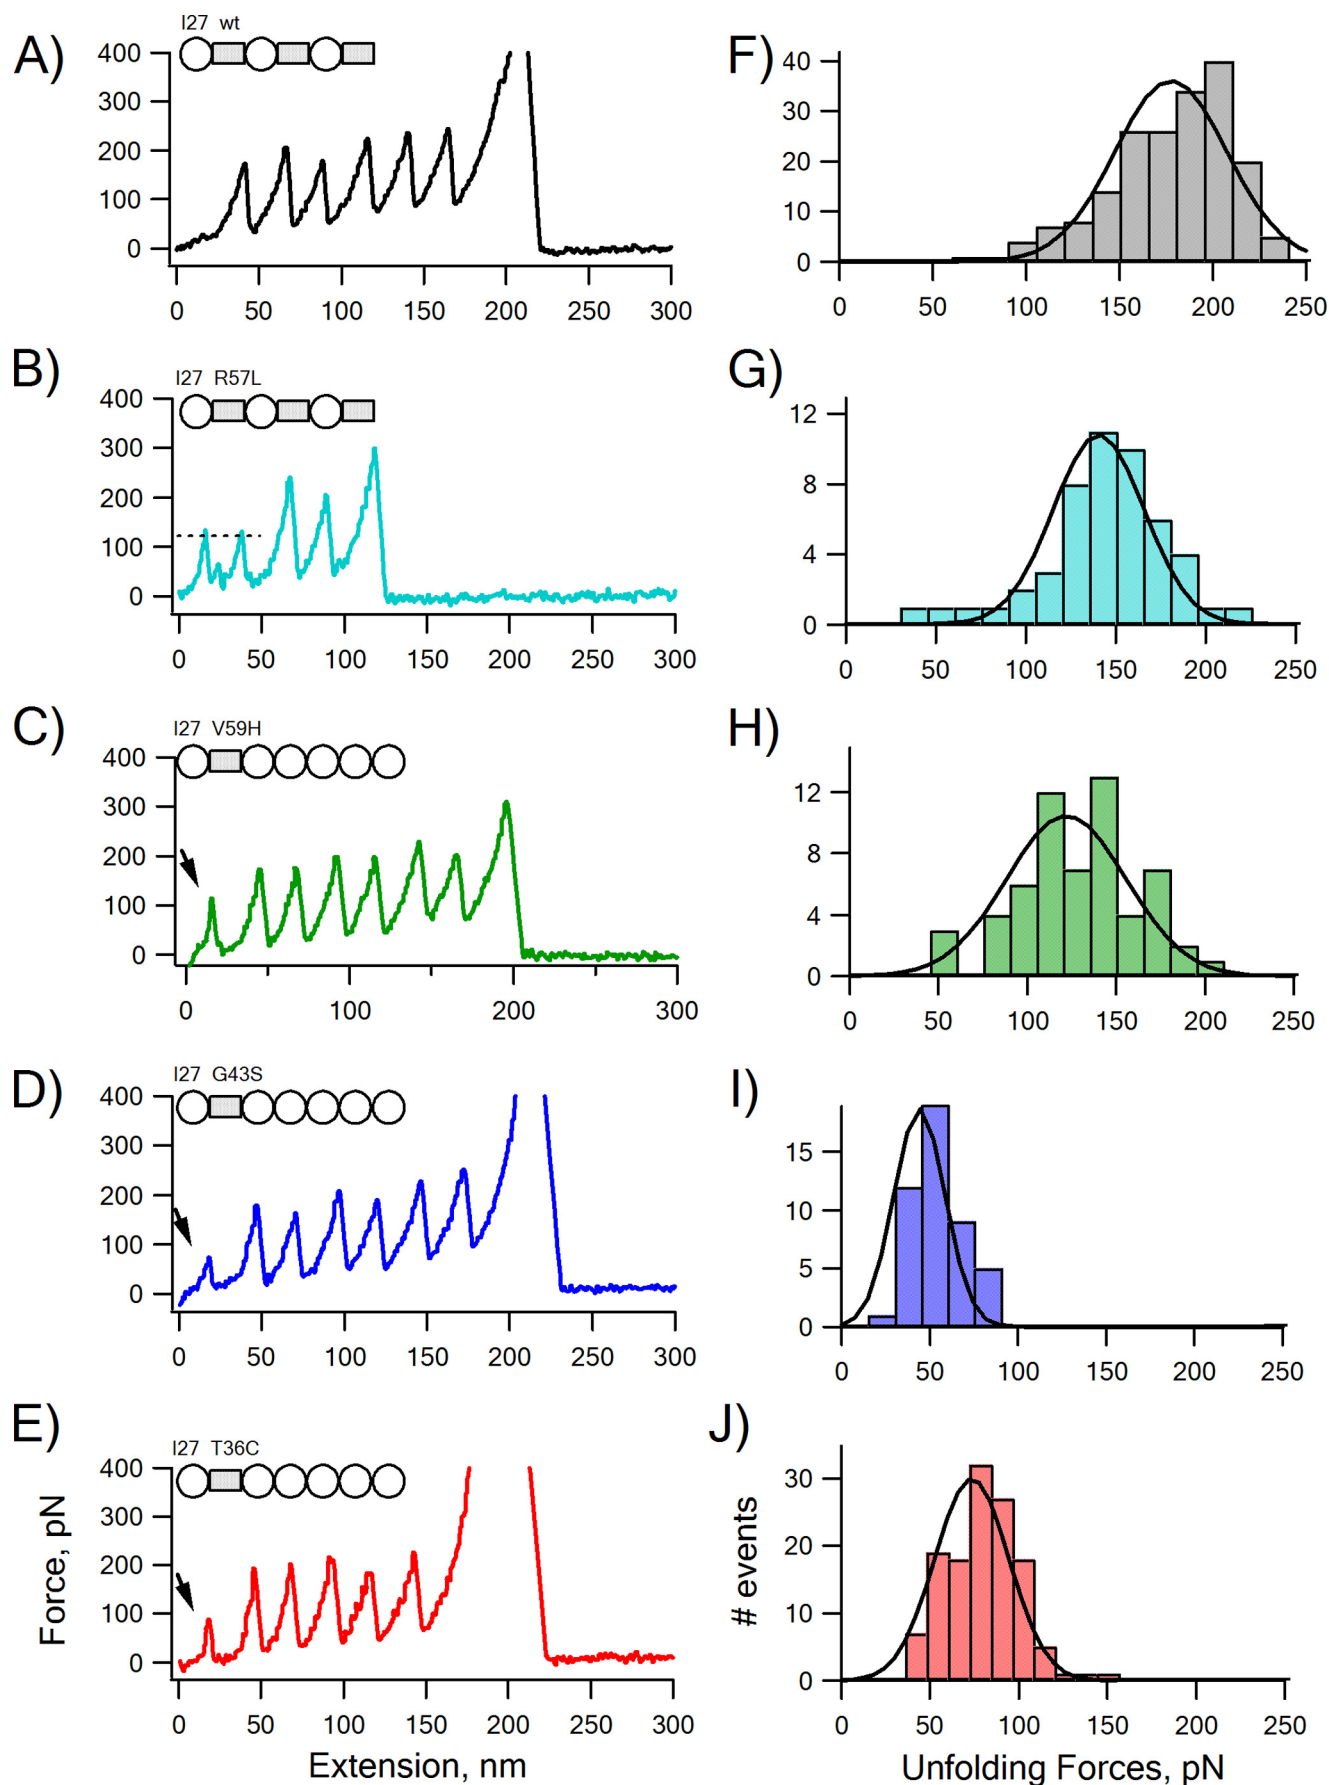 A)
I27 wt
400
300
200
100
0
0 50 100 150 200 250 300
F)
40
30
20
10
0
0 50 100 150 200 250
B)
I27 R57L
400
300
200
100
0
0 50 100 150 200 250 300
G)
12
8
4
0
0 50 100 150 200 250
C)
I27 V59H
400
300
200
100
0
0 100 200 300
H)
12
8
4
0
0 50 100 150 200 250
D)
I27 G43S
400
300
200
100
0
0 50 100 150 200 250 300
I)
15
10
5
0
0 50 100 150 200 250
E)
I27 T36C
400
300
200
100
0
0 50 100 150 200 250 300
Force, pN
Extension, nm
J)
30
20
10
0
0 50 100 150 200 250
# events
Unfolding Forces, pN